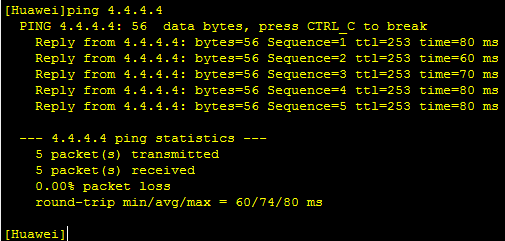 [Huawei]ping 4.4.4.4
PING 4.4.4.4: 56  data bytes, press CTRL_C to break
Reply from 4.4.4.4: bytes=56 Sequence=1 ttl=253 time=80 ms
Reply from 4.4.4.4: bytes=56 Sequence=2 ttl=253 time=60 ms
Reply from 4.4.4.4: bytes=56 Sequence=3 ttl=253 time=70 ms
Reply from 4.4.4.4: bytes=56 Sequence=4 ttl=253 time=80 ms
Reply from 4.4.4.4: bytes=56 Sequence=5 ttl=253 time=80 ms
--- 4.4.4.4 ping statistics ---
5 packet(s) transmitted
5 packet(s) received
0.00% packet loss
round-trip min/avg/max = 60/74/80 ms
[Huawei]